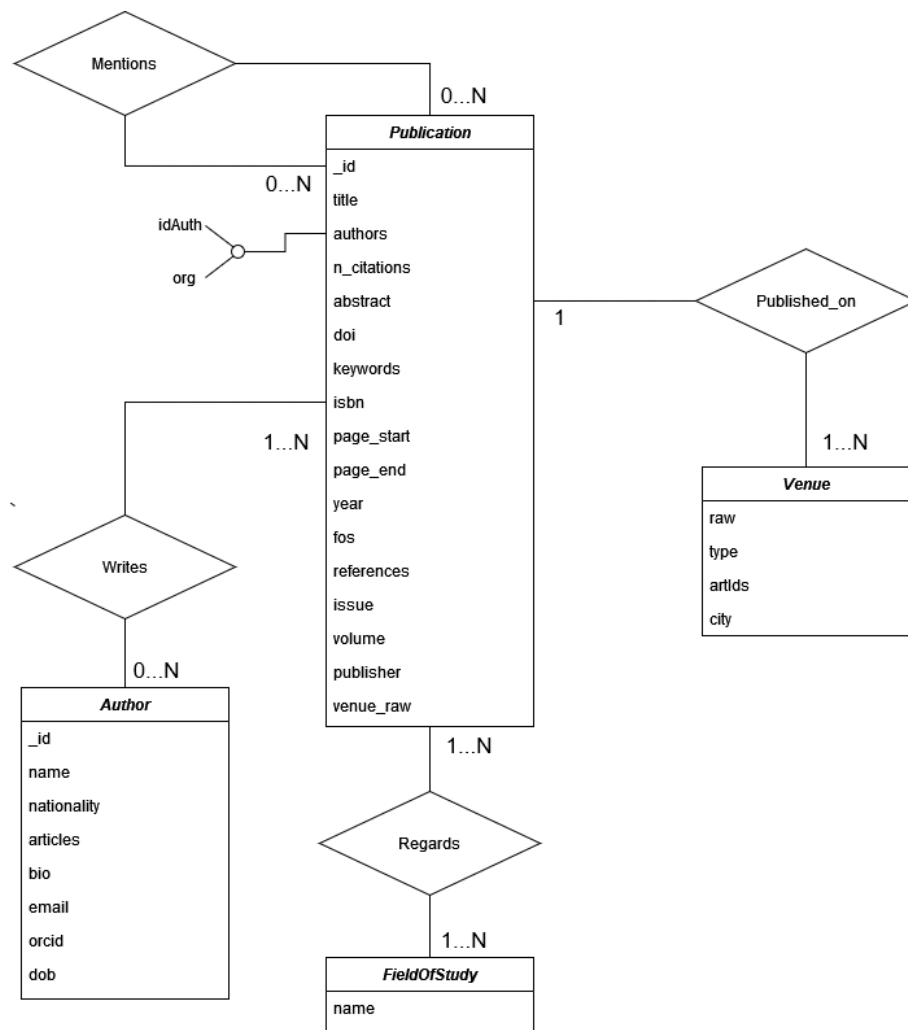 Mentions
0...N
Publication
_id
0...N
title
idAuth
authors
org
n_citations
abstract
Published_on
1
doi
keywords
isbn
1...N
page_start
1...N
page_end
Venue
year
raw
fos
type
Writes
references
artIds
issue
city
volume
0...N
publisher
Author
venue_raw
_id
1...N
name
nationality
articles
Regards
bio
email
1...N
orcid
FieldOfStudy
dob
name